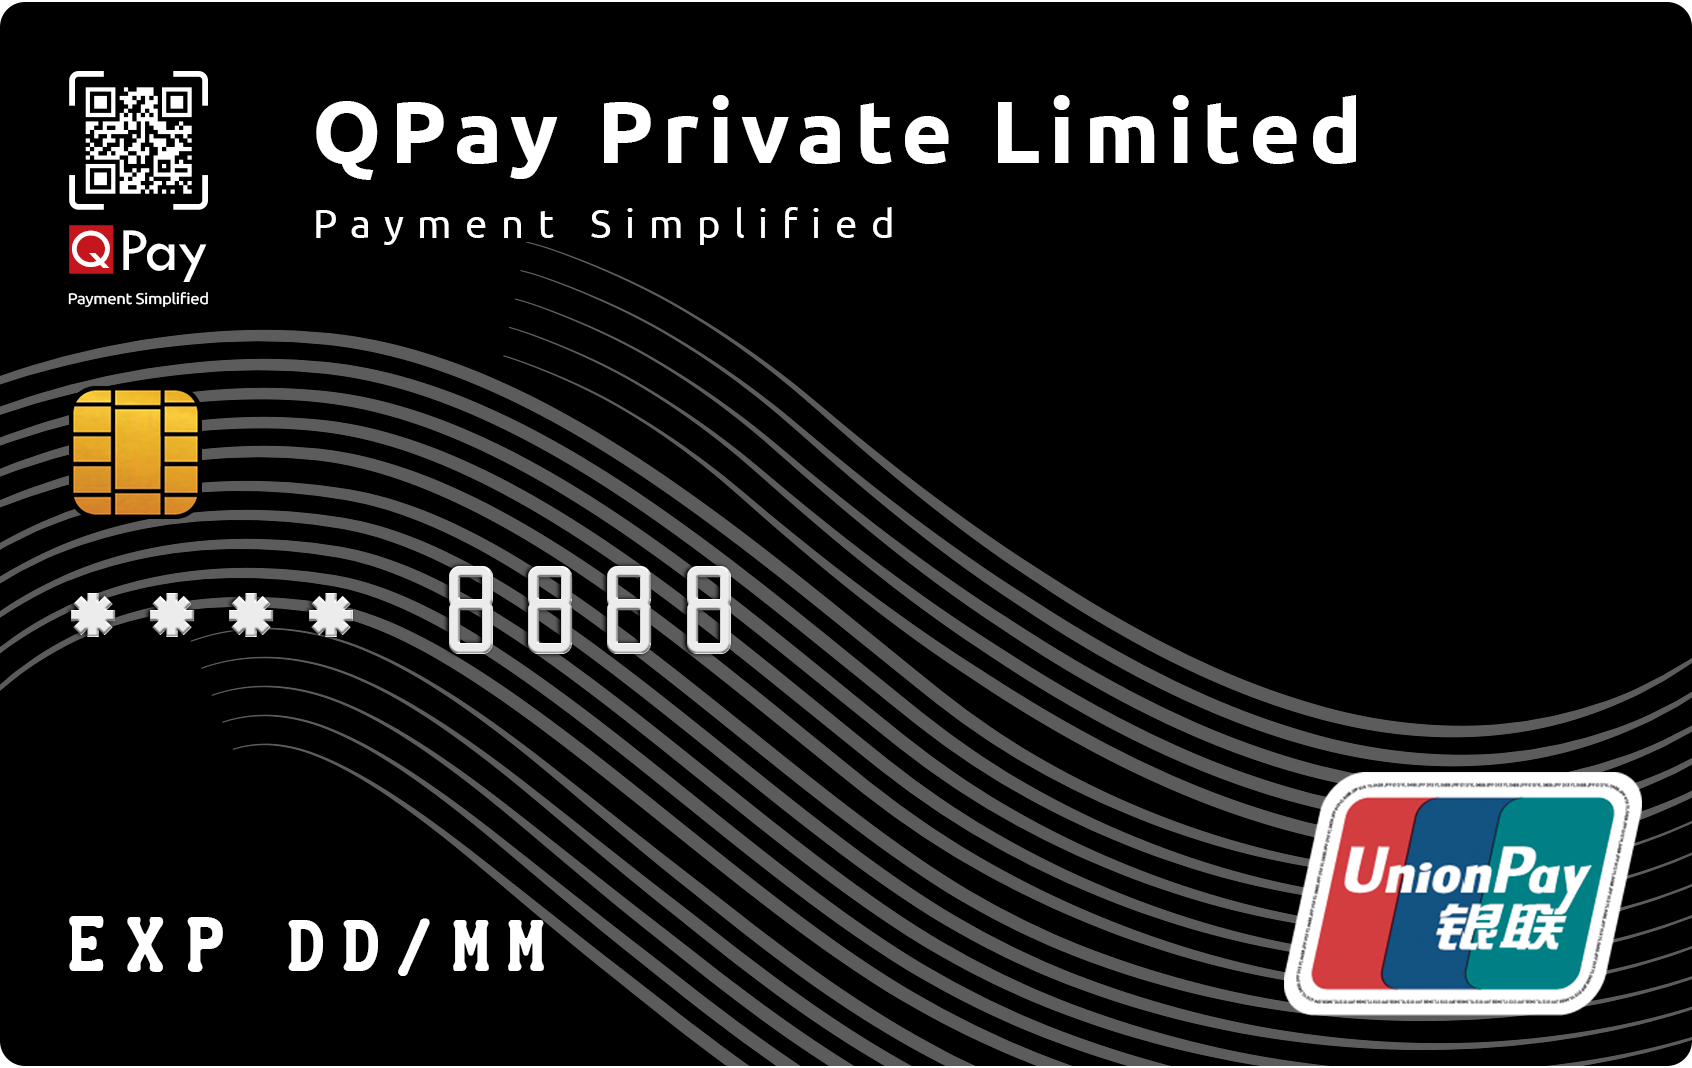 QPay Private Limited
Payment Simplified
QPay
Payment Simplified
**** 8888
EXP DD/MM
UnionPay
银联